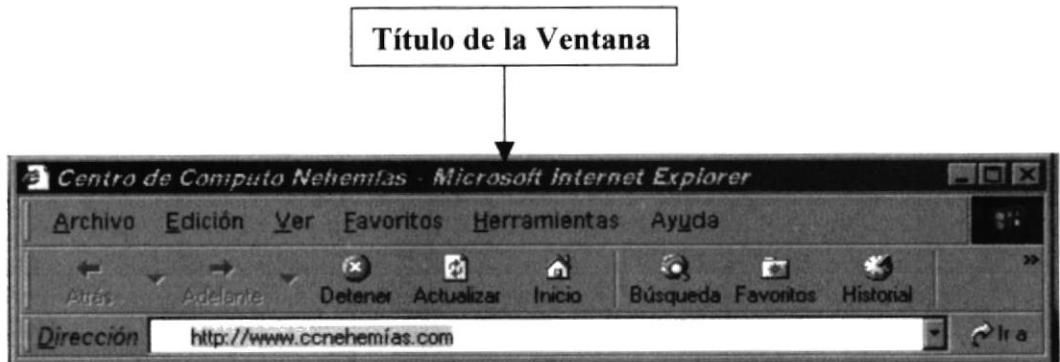 Título de la Ventana
Centro de Computo Nehemías - Microsoft Internet Explorer
Archivo Edición Ver Favoritos Herramientas Ayuda
Atrás Adelante Detener Actualizar Inicio Búsqueda Favoritos Historial »
Dirección http://www.ccnehemías.com Ir a